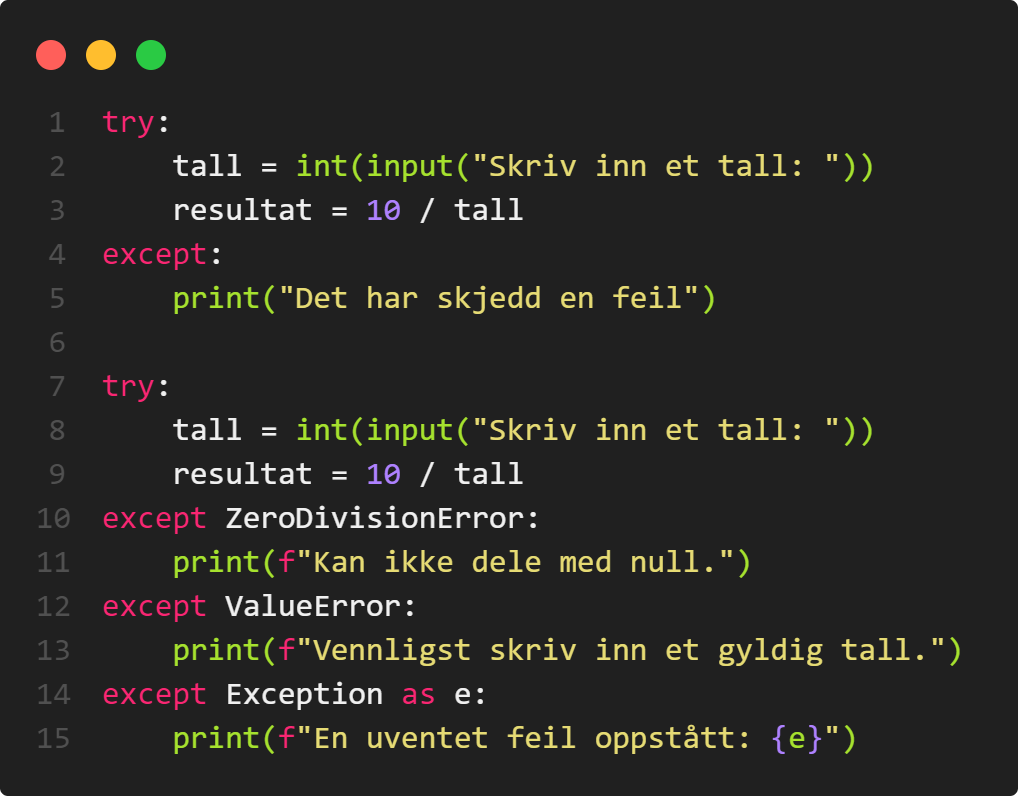 1 try:
2     tall = int(input("Skriv inn et tall: "))
3     resultat = 10 / tall
4 except:
5     print("Det har skjedd en feil")
6
7 try:
8     tall = int(input("Skriv inn et tall: "))
9     resultat = 10 / tall
10 except ZeroDivisionError:
11     print(f"Kan ikke dele med null.")
12 except ValueError:
13     print(f"Vennligst skriv inn et gyldig tall.")
14 except Exception as e:
15     print(f"En uventet feil oppstått: {e}")